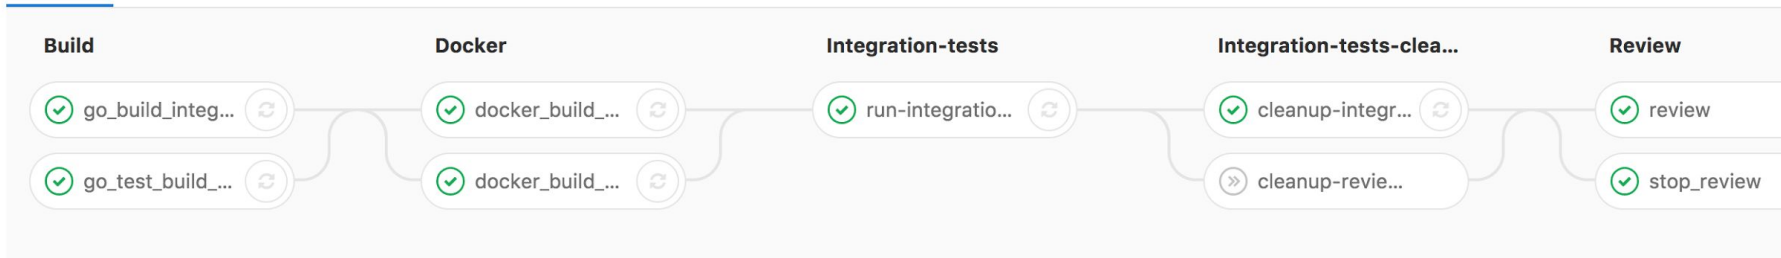 Build
Docker
Integration-tests
Integration-tests-clea...
Review
go_build_integ...
docker_build_...
run-integratio...
cleanup-integr...
review
go_test_build_...
docker_build_...
cleanup-revie...
stop_review